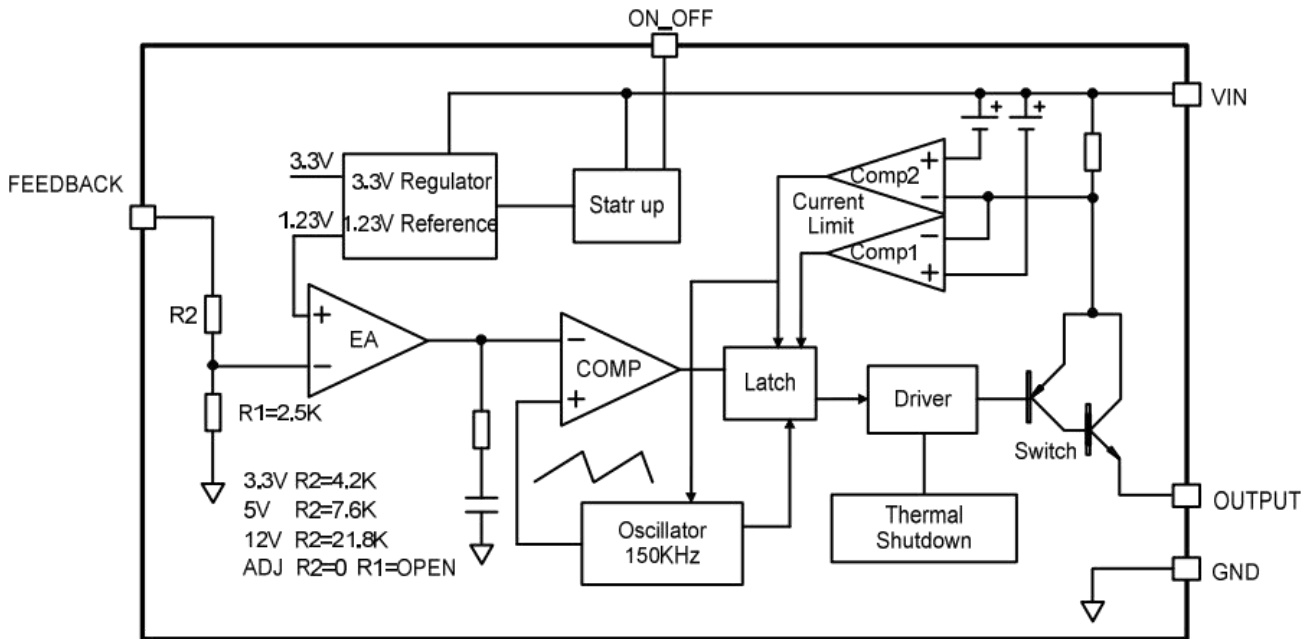 ON_OFF
VIN
FEEDBACK
3.3V
3.3V Regulator
1.23V
1.23V Reference
Statr up
+
+
+
Comp2
−
Current
Limit
−
Comp1
+
R2
+
EA
−
R1=2.5K
−
COMP
+
Latch
Driver
Switch
3.3V R2=4.2K
5V R2=7.6K
12V R2=21.8K
ADJ R2=0 R1=OPEN
Oscillator
150KHz
Thermal
Shutdown
OUTPUT
GND